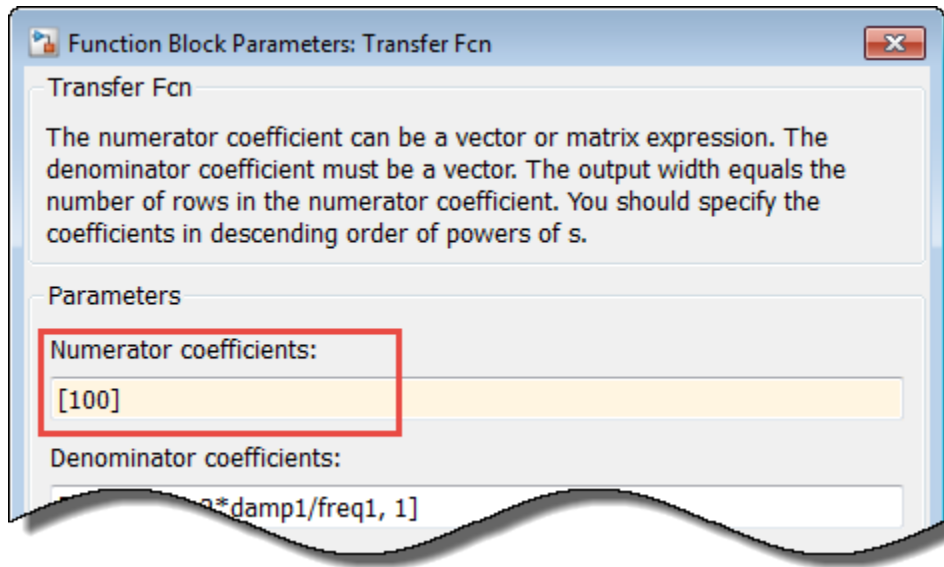 Function Block Parameters: Transfer Fcn
Transfer Fcn
The numerator coefficient can be a vector or matrix expression. The
denominator coefficient must be a vector. The output width equals the
number of rows in the numerator coefficient. You should specify the
coefficients in descending order of powers of s.
Parameters
Numerator coefficients:
[100]
Denominator coefficients:
2*damp1/freq1, 1]